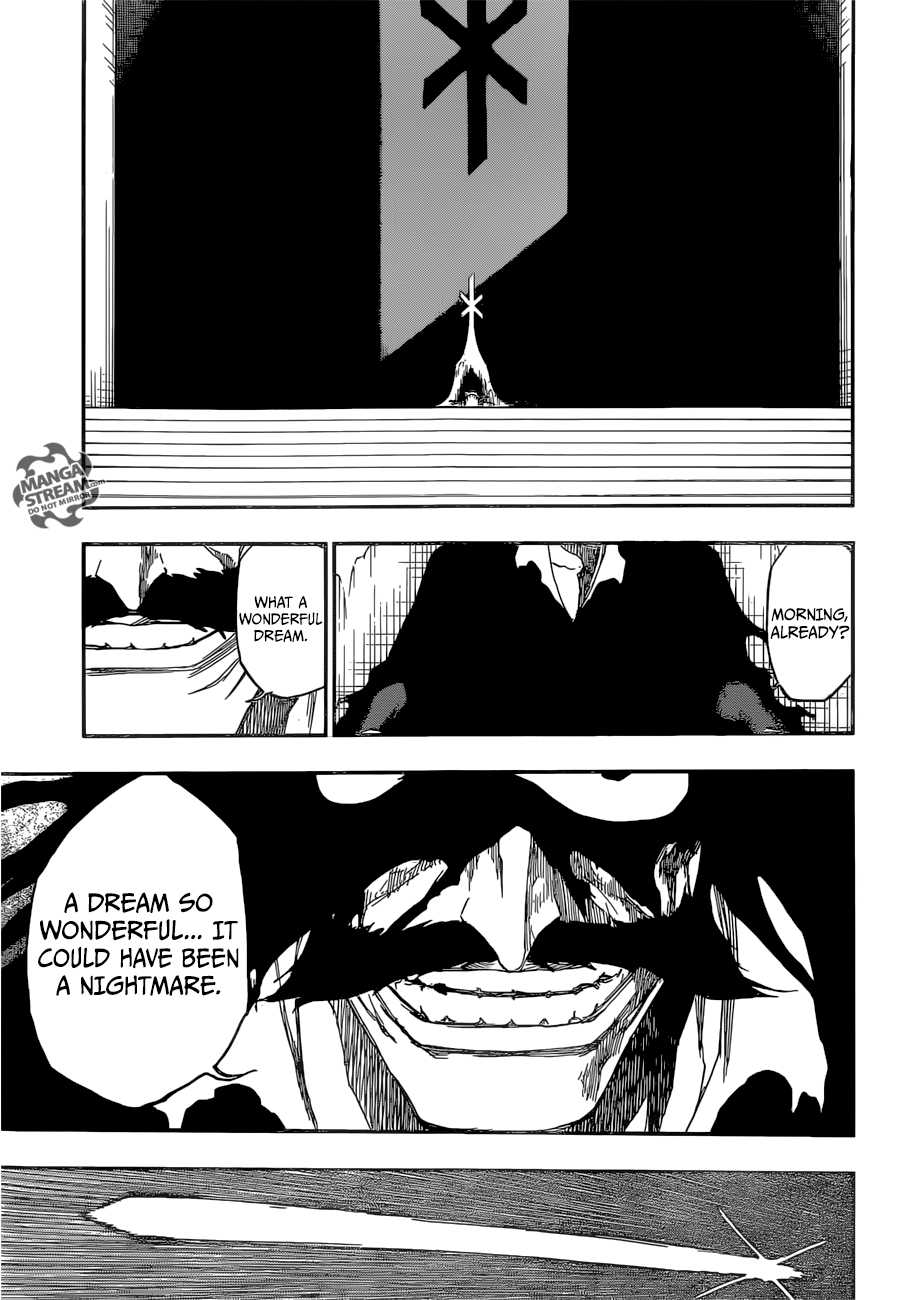 MANGA
STREAM.com
DO NOT MIRROR
MORNING,
ALREADY?
WHAT A
WONDERFUL
DREAM.
A DREAM SO
WONDERFUL... IT
COULD HAVE BEEN
A NIGHTMARE.